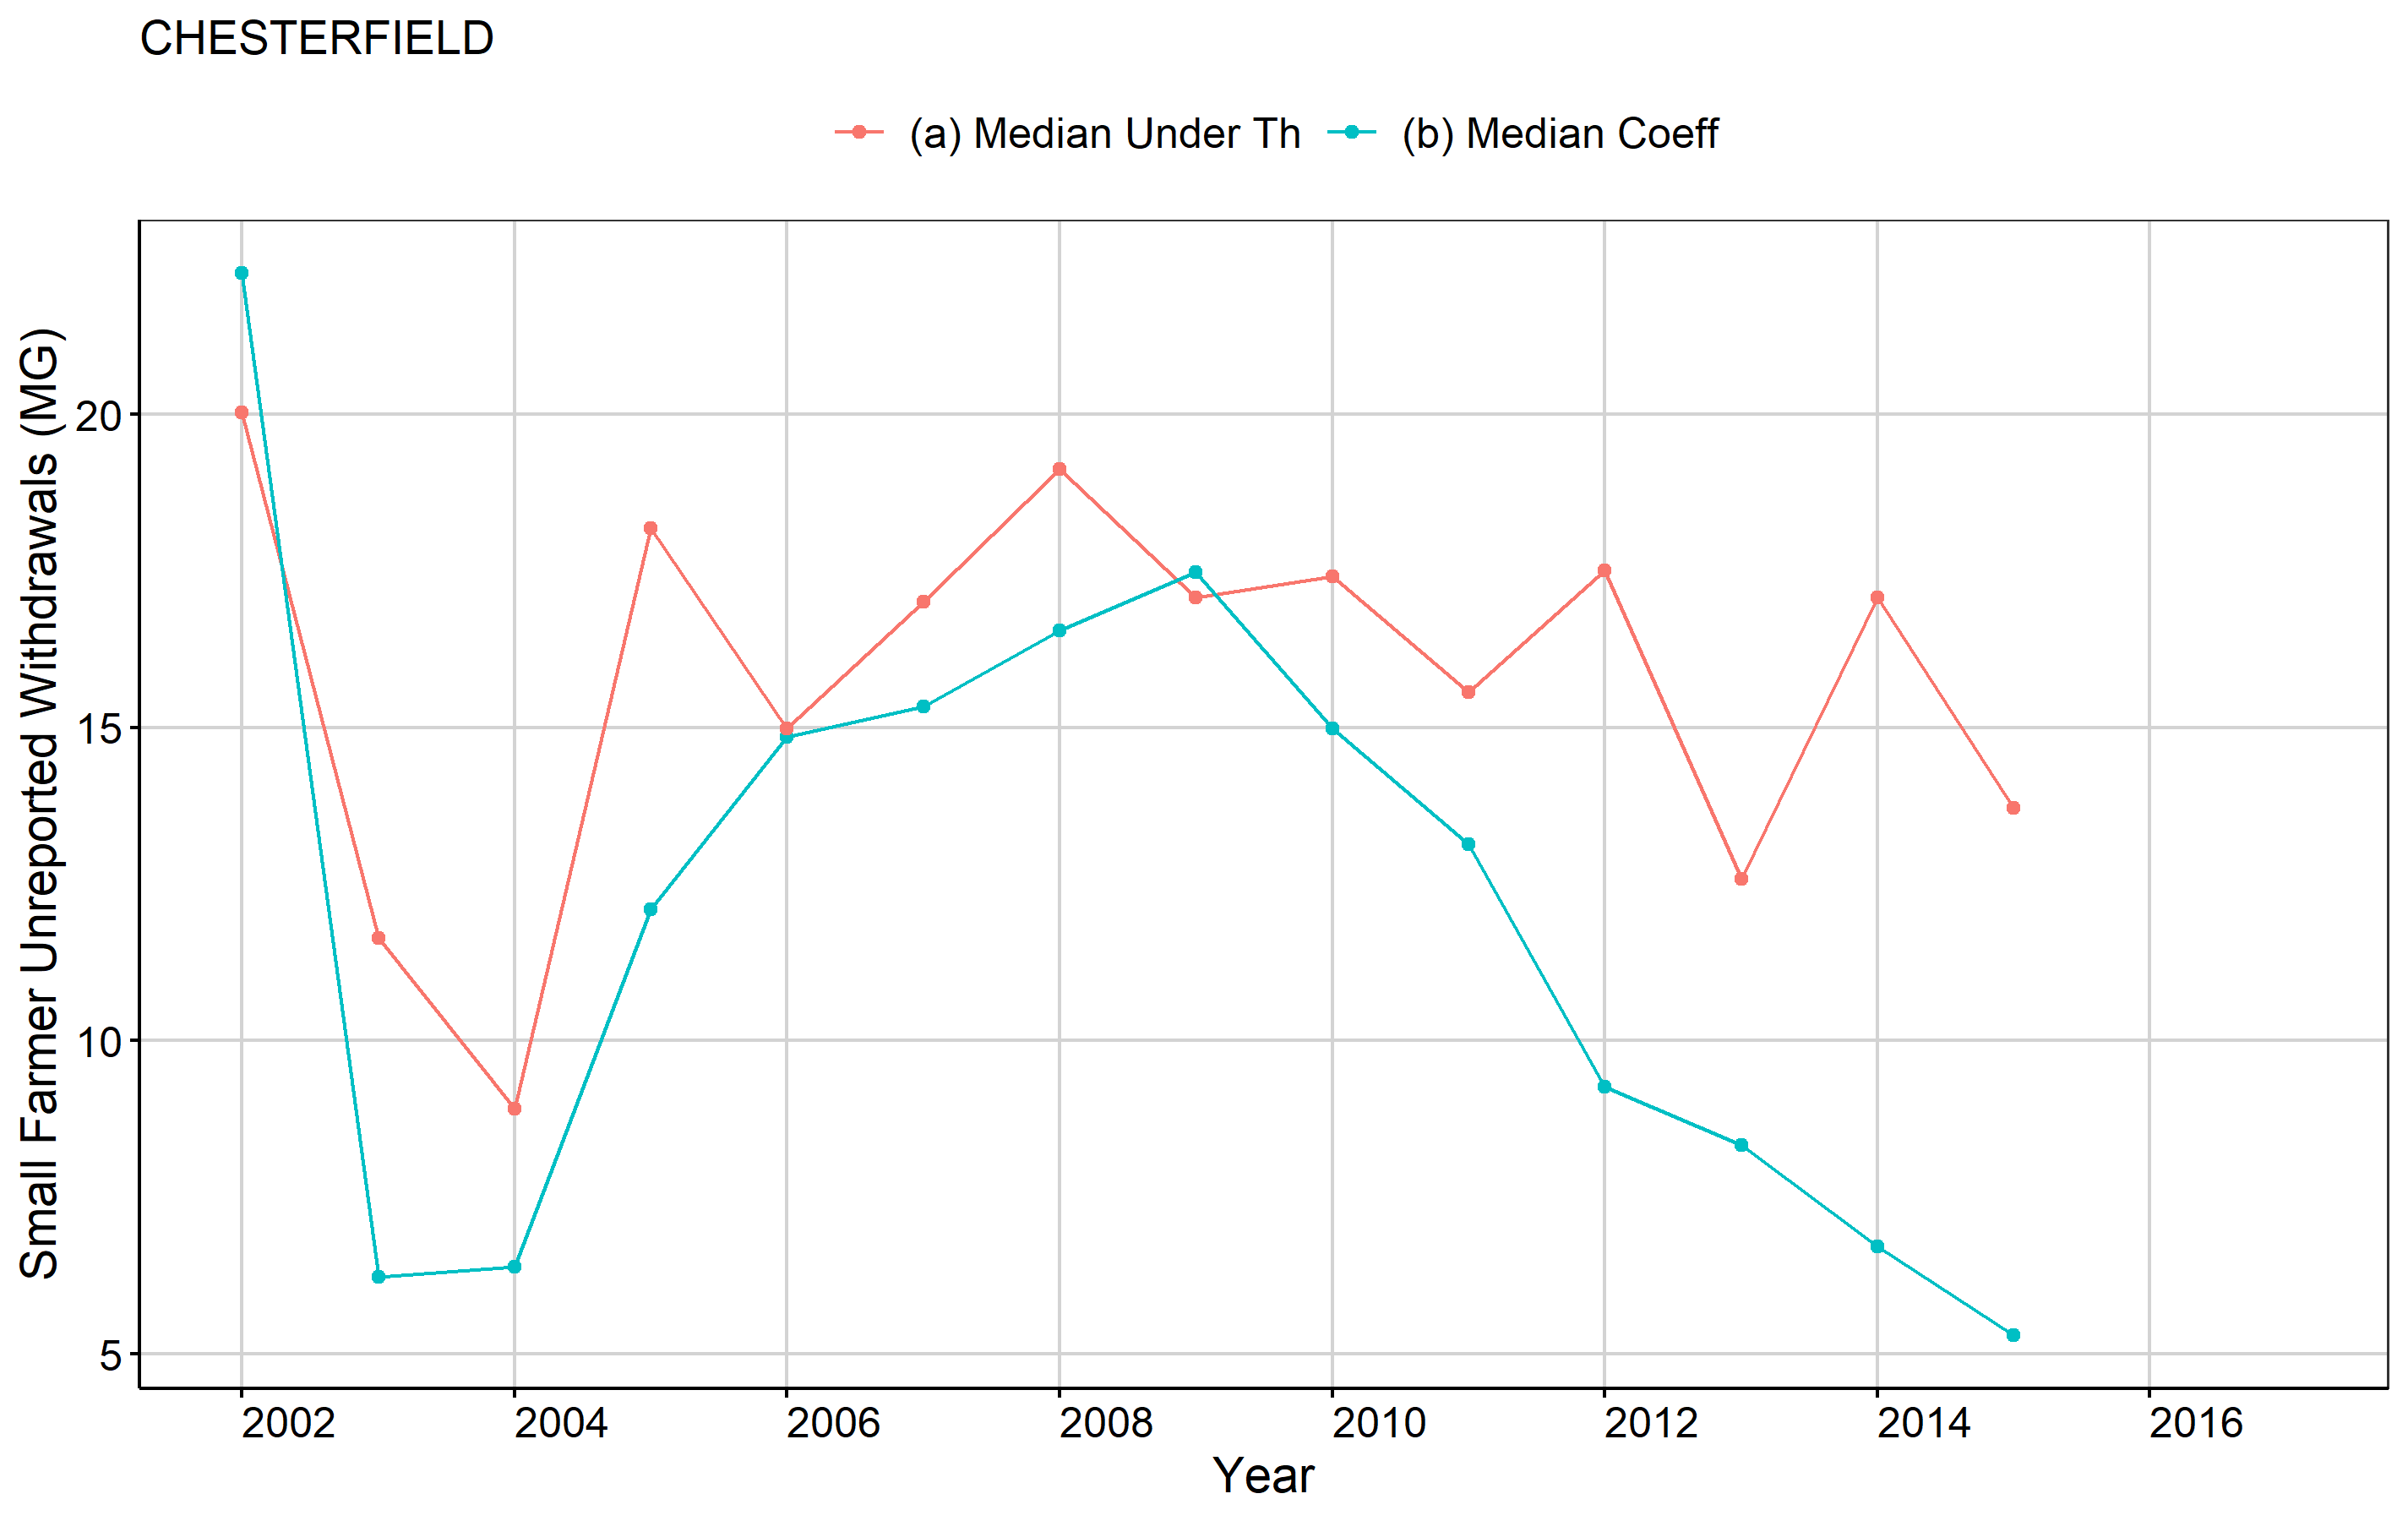 CHESTERFIELD
(a) Median Under Th (b) Median Coeff
Small Farmer Unreported Withdrawals (MG)
20
15
10
5
2002 2004 2006 2008 2010 2012 2014 2016
Year